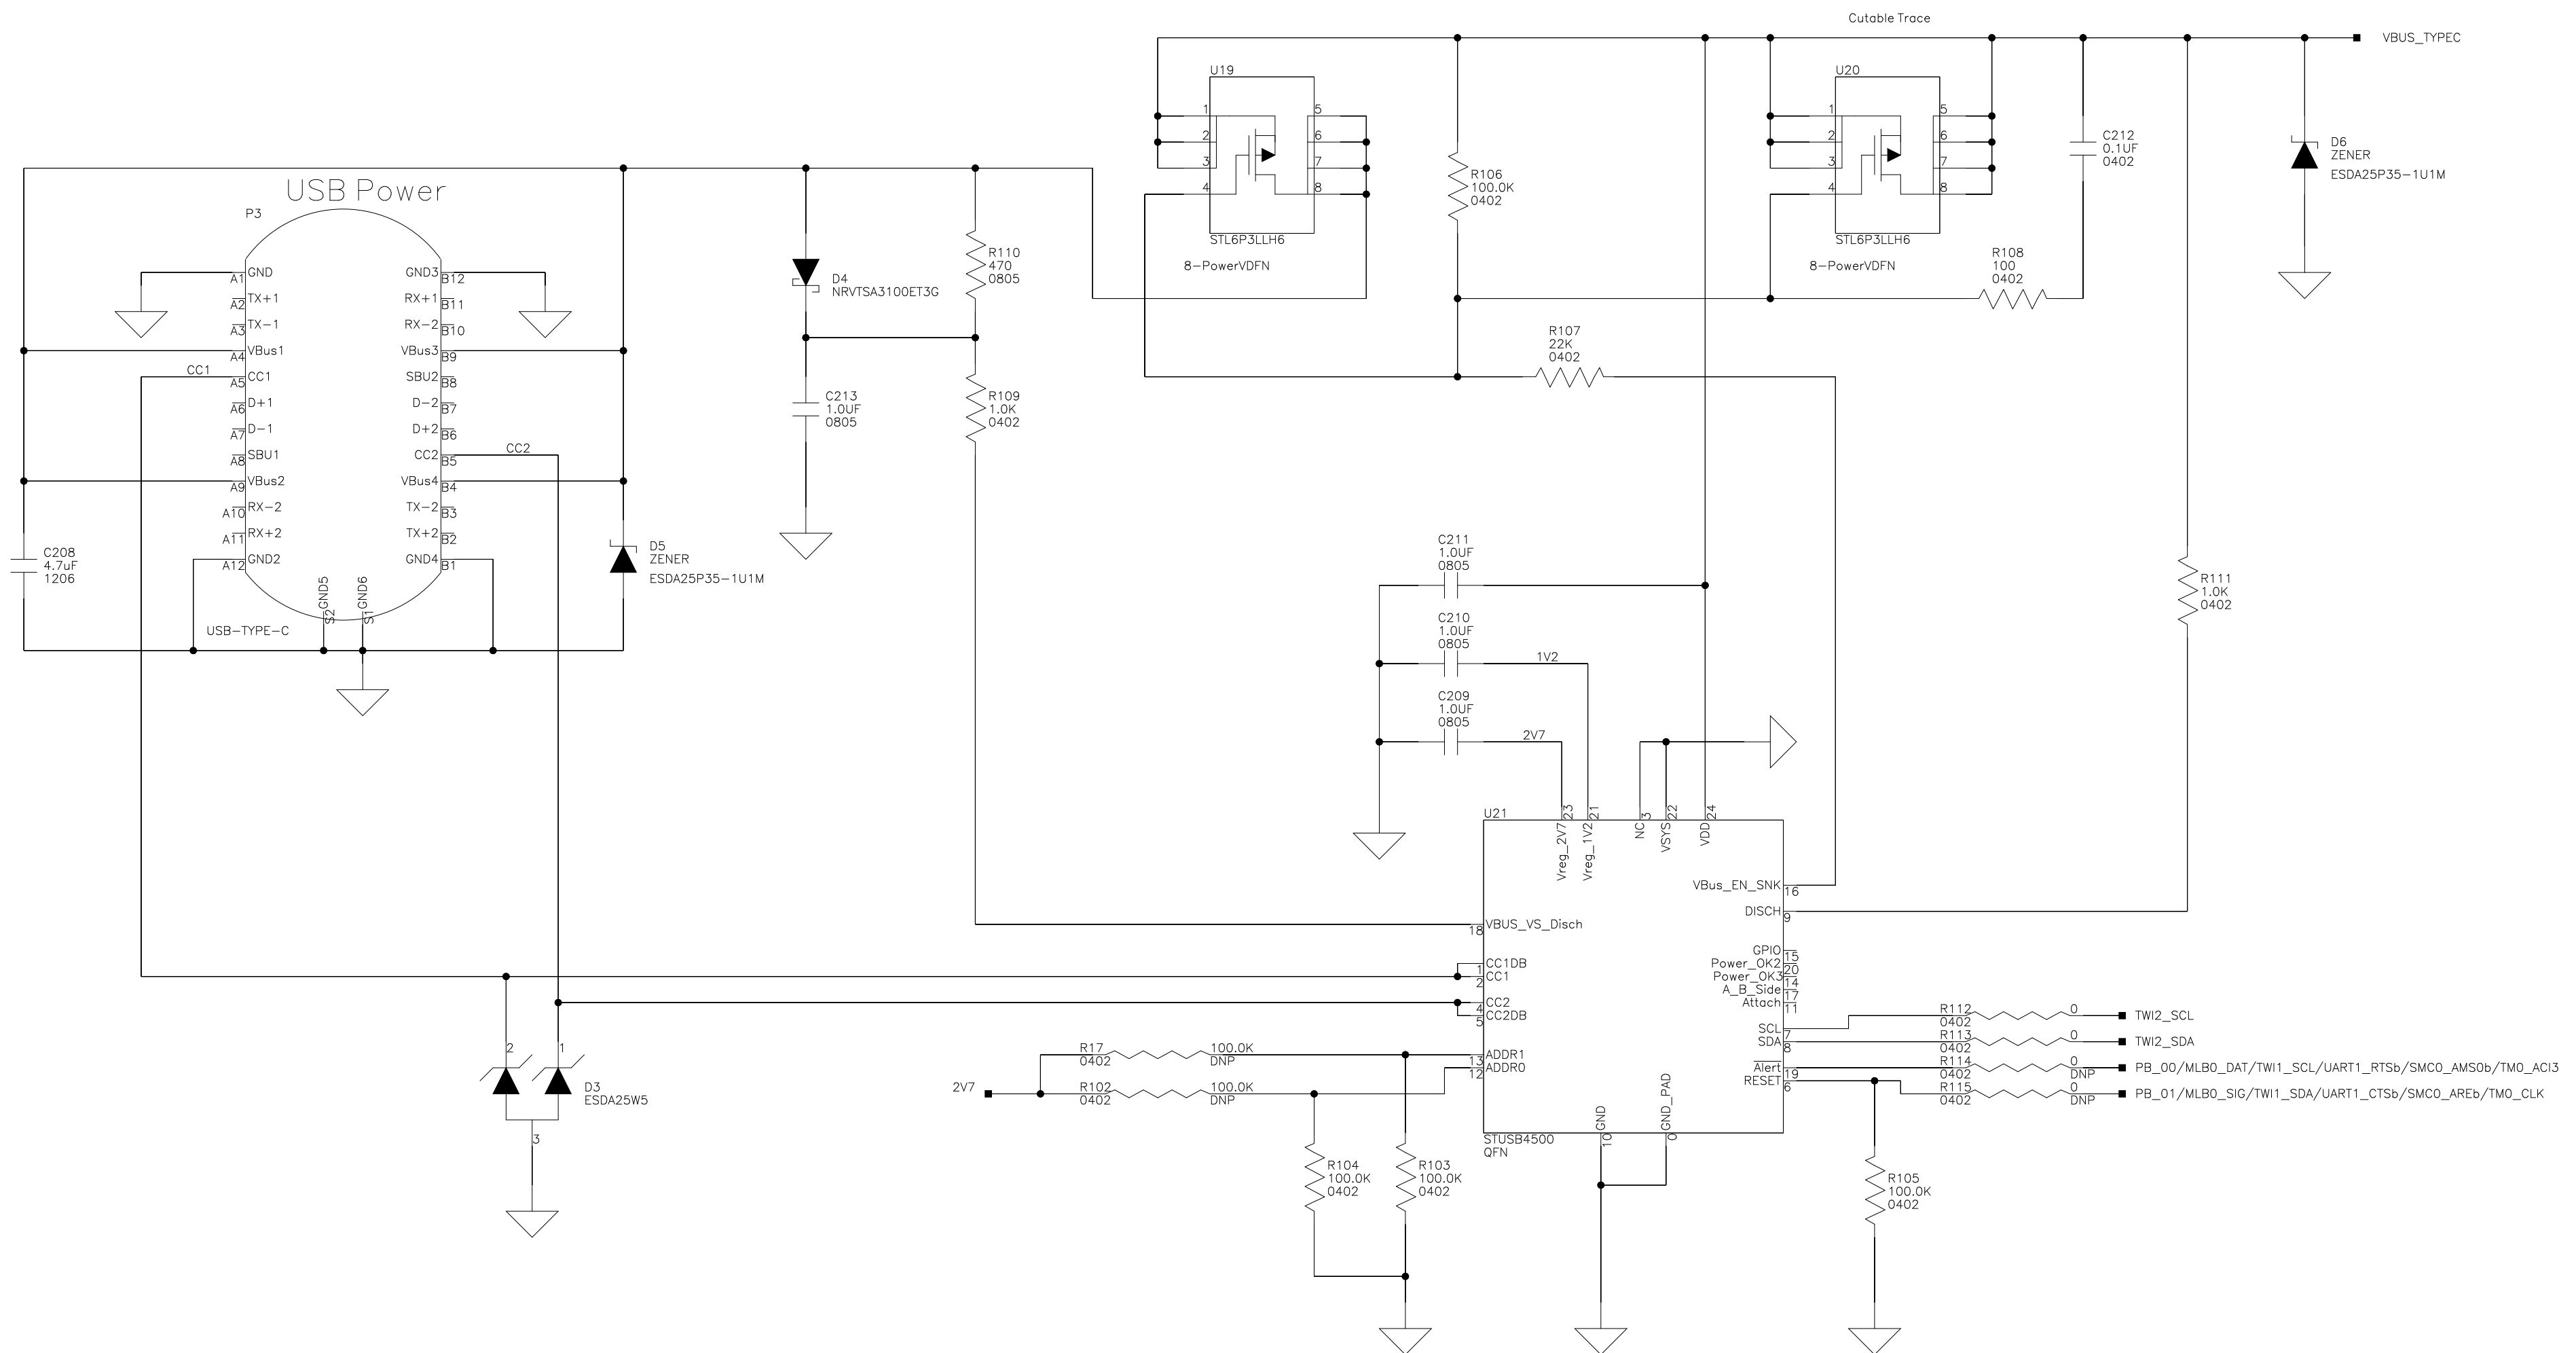 Cutable Trace
VBUS_TYPEC
U19
1
2
3
4
5
6
7
8
STL6P3LLH6
8-PowerVDFN
R106
100.0K
0402
U20
1
2
3
4
5
6
7
8
STL6P3LLH6
8-PowerVDFN
C212
0.1UF
0402
R108
100
0402
D6
ZENER
ESDA25P35-1U1M
USB Power
P3
GND
A1
TX+1
A2
TX-1
A3
VBus1
A4
CC1
CC1
A5
D+1
A6
D-1
A7
SBU1
A8
VBus2
A9
RX-2
A10
RX+2
A11
GND2
A12
GND3
B12
RX+1
B11
RX-2
B10
VBus3
B9
SBU2
B8
D-2
B7
D+2
B6
CC2
CC2
B5
VBus4
B4
TX-2
B3
TX+2
B2
GND4
B1
GND5
S2
GND6
S1
USB-TYPE-C
C208
4.7uF
1206
D5
ZENER
ESDA25P35-1U1M
D4
NRVTSA3100ET3G
R110
470
0805
C213
1.0UF
0805
R109
1.0K
0402
R107
22K
0402
C211
1.0UF
0805
C210
1.0UF
0805
1V2
C209
1.0UF
0805
2V7
R111
1.0K
0402
U21
Vreg_2V7
23
Vreg_1V2
21
NC
3
VSYS
22
VDD
24
VBus_EN_SNK
16
DISCH
9
VBUS_VS_Disch
18
CC1DB
1
CC1
2
CC2
4
CC2DB
5
ADDR1
13
ADDR0
12
GPIO
15
Power_OK2
20
Power_OK3
14
A_B_Side
17
Attach
11
SCL
7
SDA
8
Alert
19
RESET
6
GND
10
GND_PAD
0
STUSB4500
QFN
2
1
3
D3
ESDA25W5
2V7
R17
0402
100.0K
DNP
R102
0402
100.0K
DNP
R104
100.0K
0402
R103
100.0K
0402
R105
100.0K
0402
R112
0402
0
TWI2_SCL
R113
0402
0
TWI2_SDA
R114
0402
0
DNP
PB_00/MLB0_DAT/TWI1_SCL/UART1_RTSb/SMC0_AMS0b/TM0_ACI3
R115
0402
0
DNP
PB_01/MLB0_SIG/TWI1_SDA/UART1_CTSb/SMC0_AREb/TM0_CLK